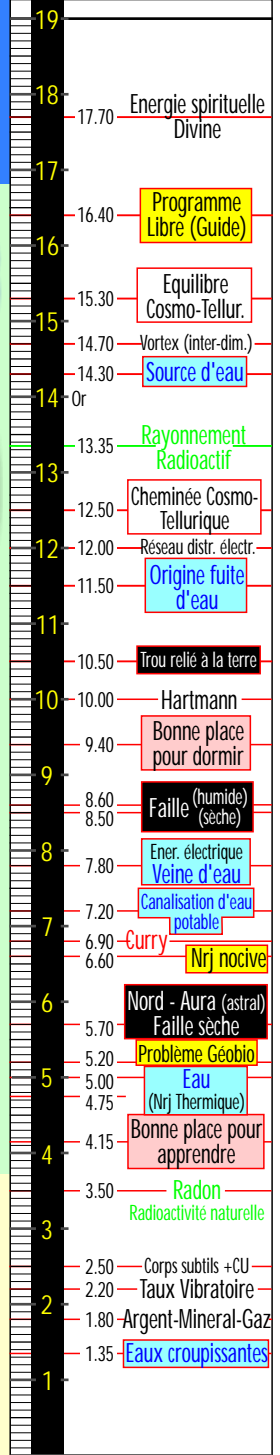 19
18
17.70 Energie spirituelle
Divine
17
16.40 Programme
Libre (Guide)
16
15.30 Equilibre
Cosmo-Tellur.
15
14.70 Vortex (inter-dim.)
14.30 Source d'eau
14 Or
13.35 Rayonnement
Radioactif
13
12.50 Cheminée Cosmo-
Tellurique
12 12.00 Réseau distr. électr.
11.50 Origine fuite
d'eau
11
10.50 Trou relié à la terre
10 10.00 Hartmann
9.40 Bonne place
pour dormir
9
8.60 Faille (humide)
8.50 (sèche)
8
7.80 Ener. électrique
Veine d'eau
7.20 Canalisation d'eau
potable
7
6.90 Curry
6.60 Nrj nocive
6
5.70 Nord - Aura (astral)
Faille sèche
5.20 Problème Géobio
5 5.00 Eau
4.75 (Nrj Thermique)
4.15 Bonne place pour
apprendre
4
3.50 Radon
Radioactivité naturelle
3
2.50 Corps subtils +CU
2.20 Taux Vibratoire
2
1.80 Argent-Mineral-Gaz
1.35 Eaux croupissantes
1